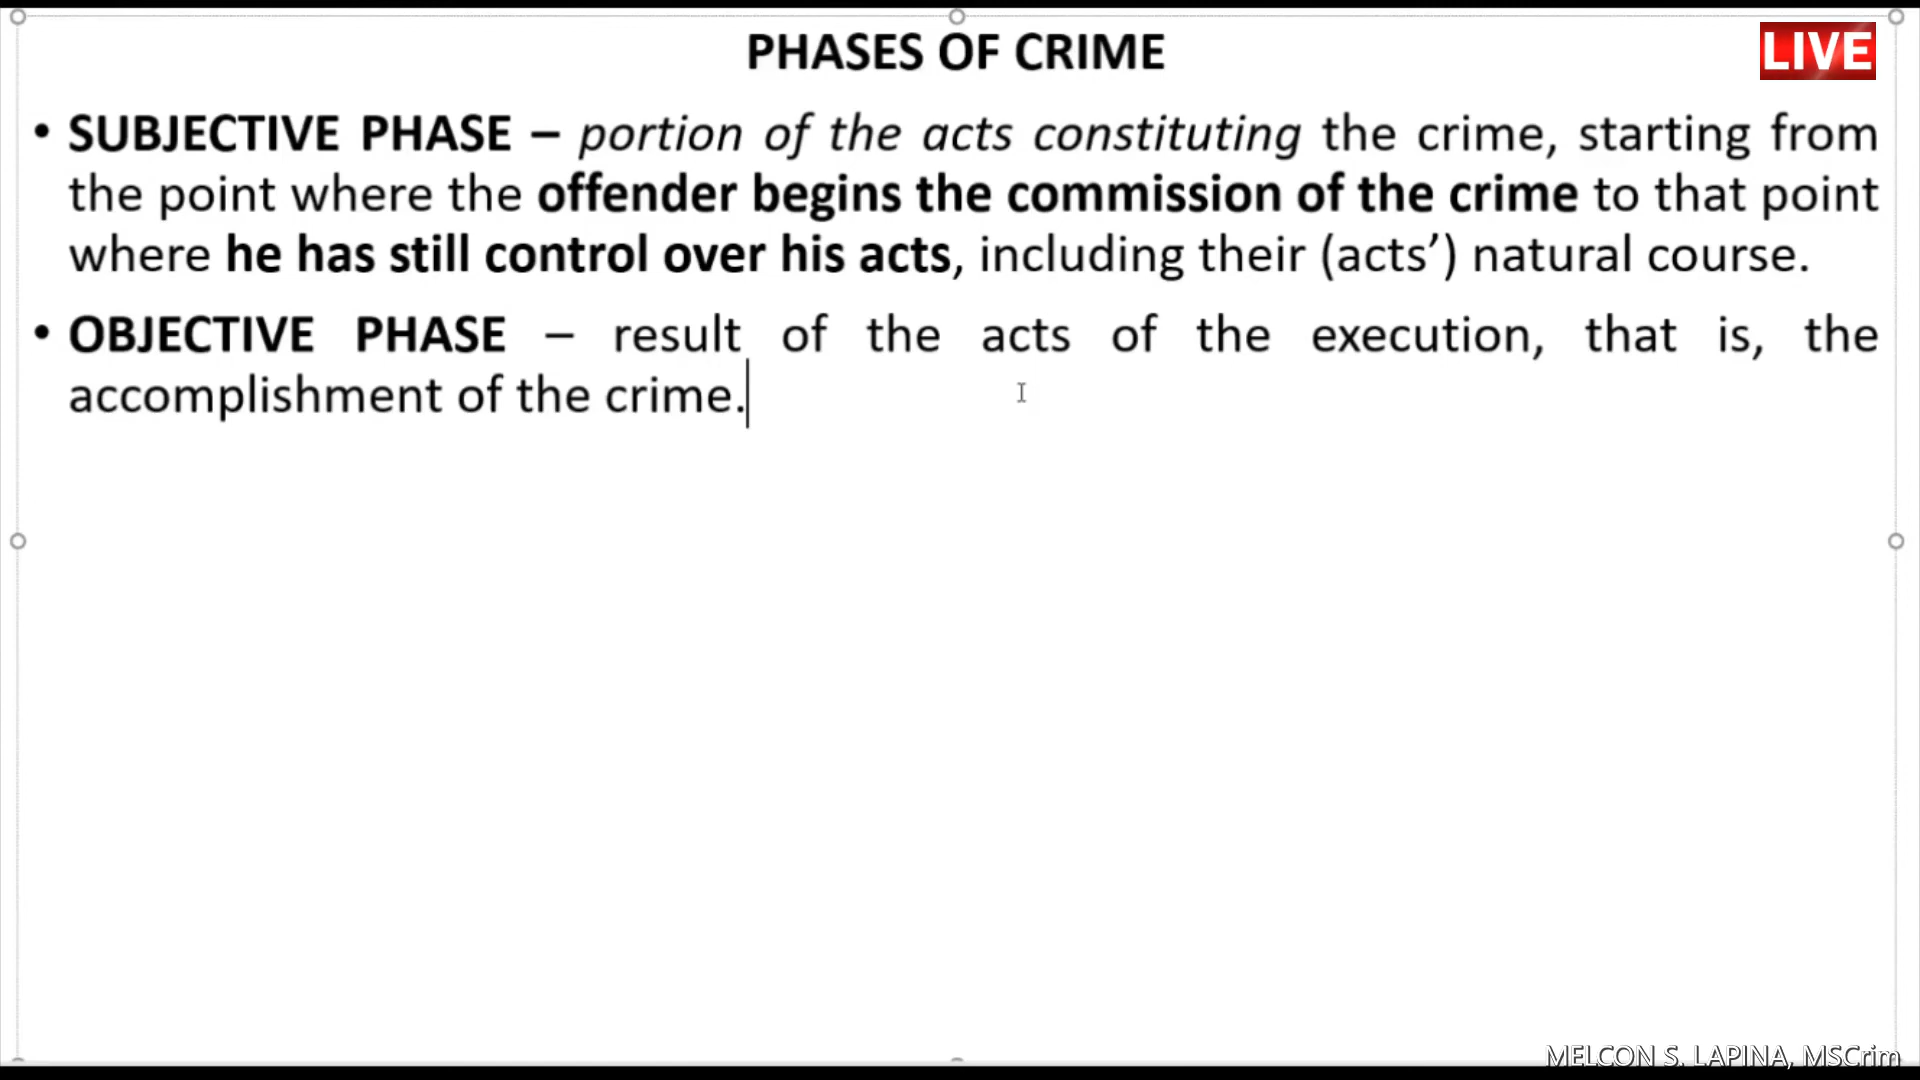 PHASES OF CRIME
LIVE
• SUBJECTIVE PHASE – portion of the acts constituting the crime, starting from
the point where the offender begins the commission of the crime to that point
where he has still control over his acts, including their (acts’) natural course.
• OBJECTIVE PHASE – result of the acts of the execution, that is, the
accomplishment of the crime.
MELCON S. LAPINA, MSCrim